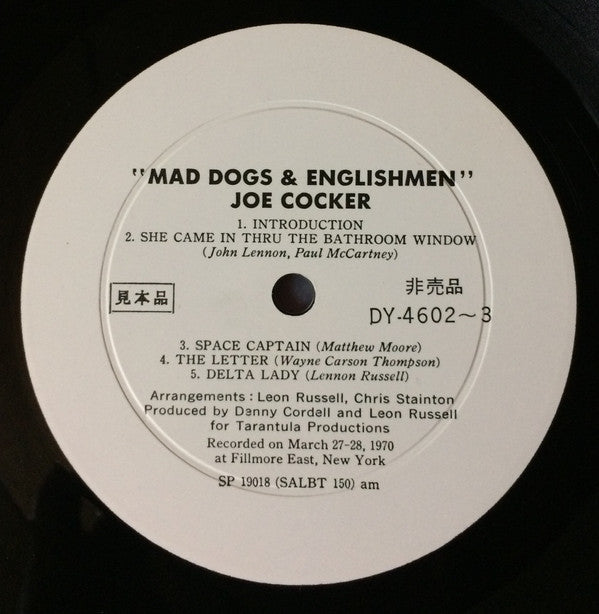 "MAD DOGS & ENGLISHMEN"
JOE COCKER
1. INTRODUCTION
2. SHE CAME IN THRU THE BATHROOM WINDOW
(John Lennon, Paul McCartney)
見本品
非売品
DY-4602～3
3. SPACE CAPTAIN (Matthew Moore)
4. THE LETTER (Wayne Carson Thompson)
5. DELTA LADY (Lennon Russell)
Arrangements : Leon Russell, Chris Stainton
Produced by Danny Cordell and Leon Russell
for Tarantula Productions
Recorded on March 27-28, 1970
at Fillmore East, New York
SP 19018 (SALBT 150) am